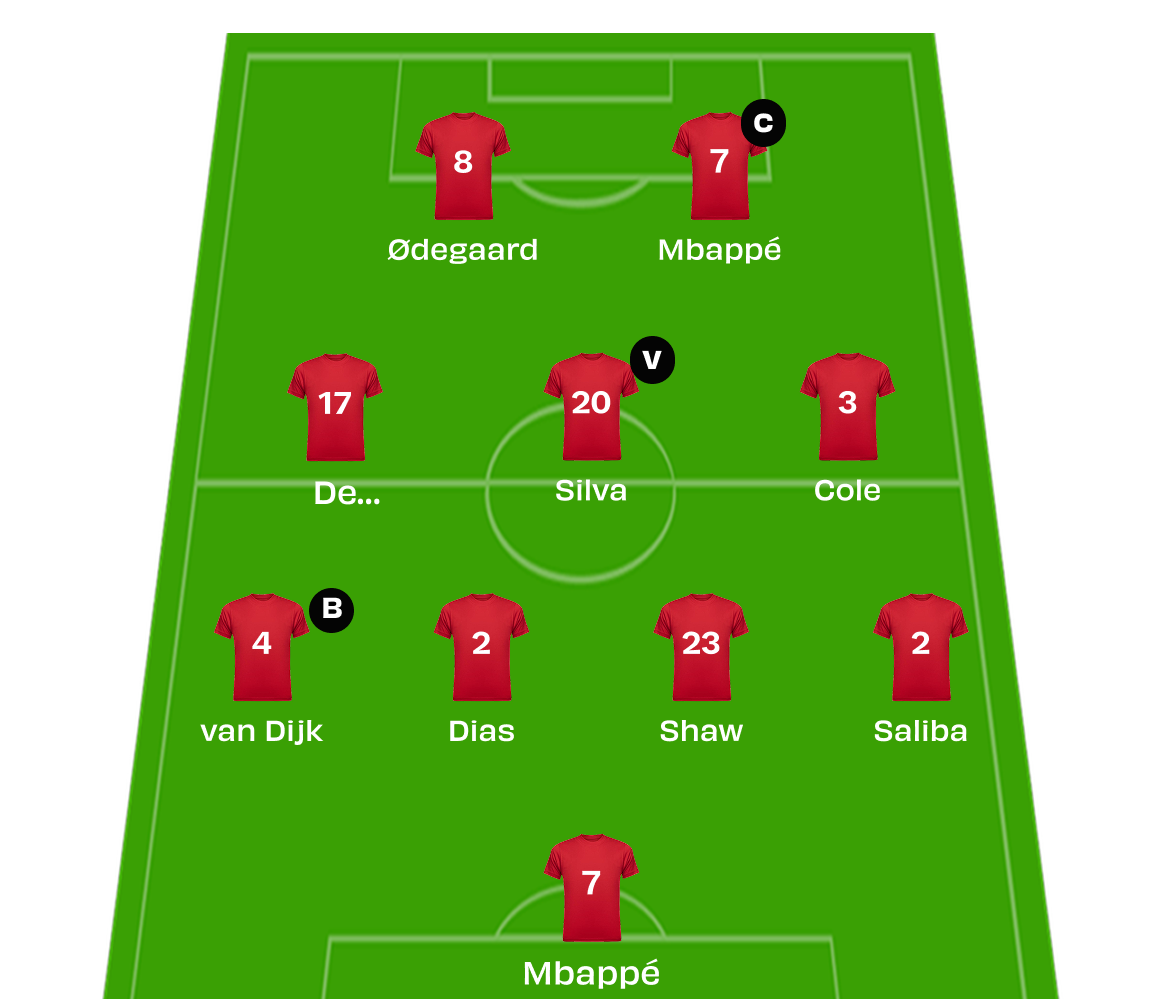 C
8 7
Ødegaard Mbappé
V
17 20 3
De... Silva Cole
B
4 2 23 2
van Dijk Dias Shaw Saliba
7
Mbappé